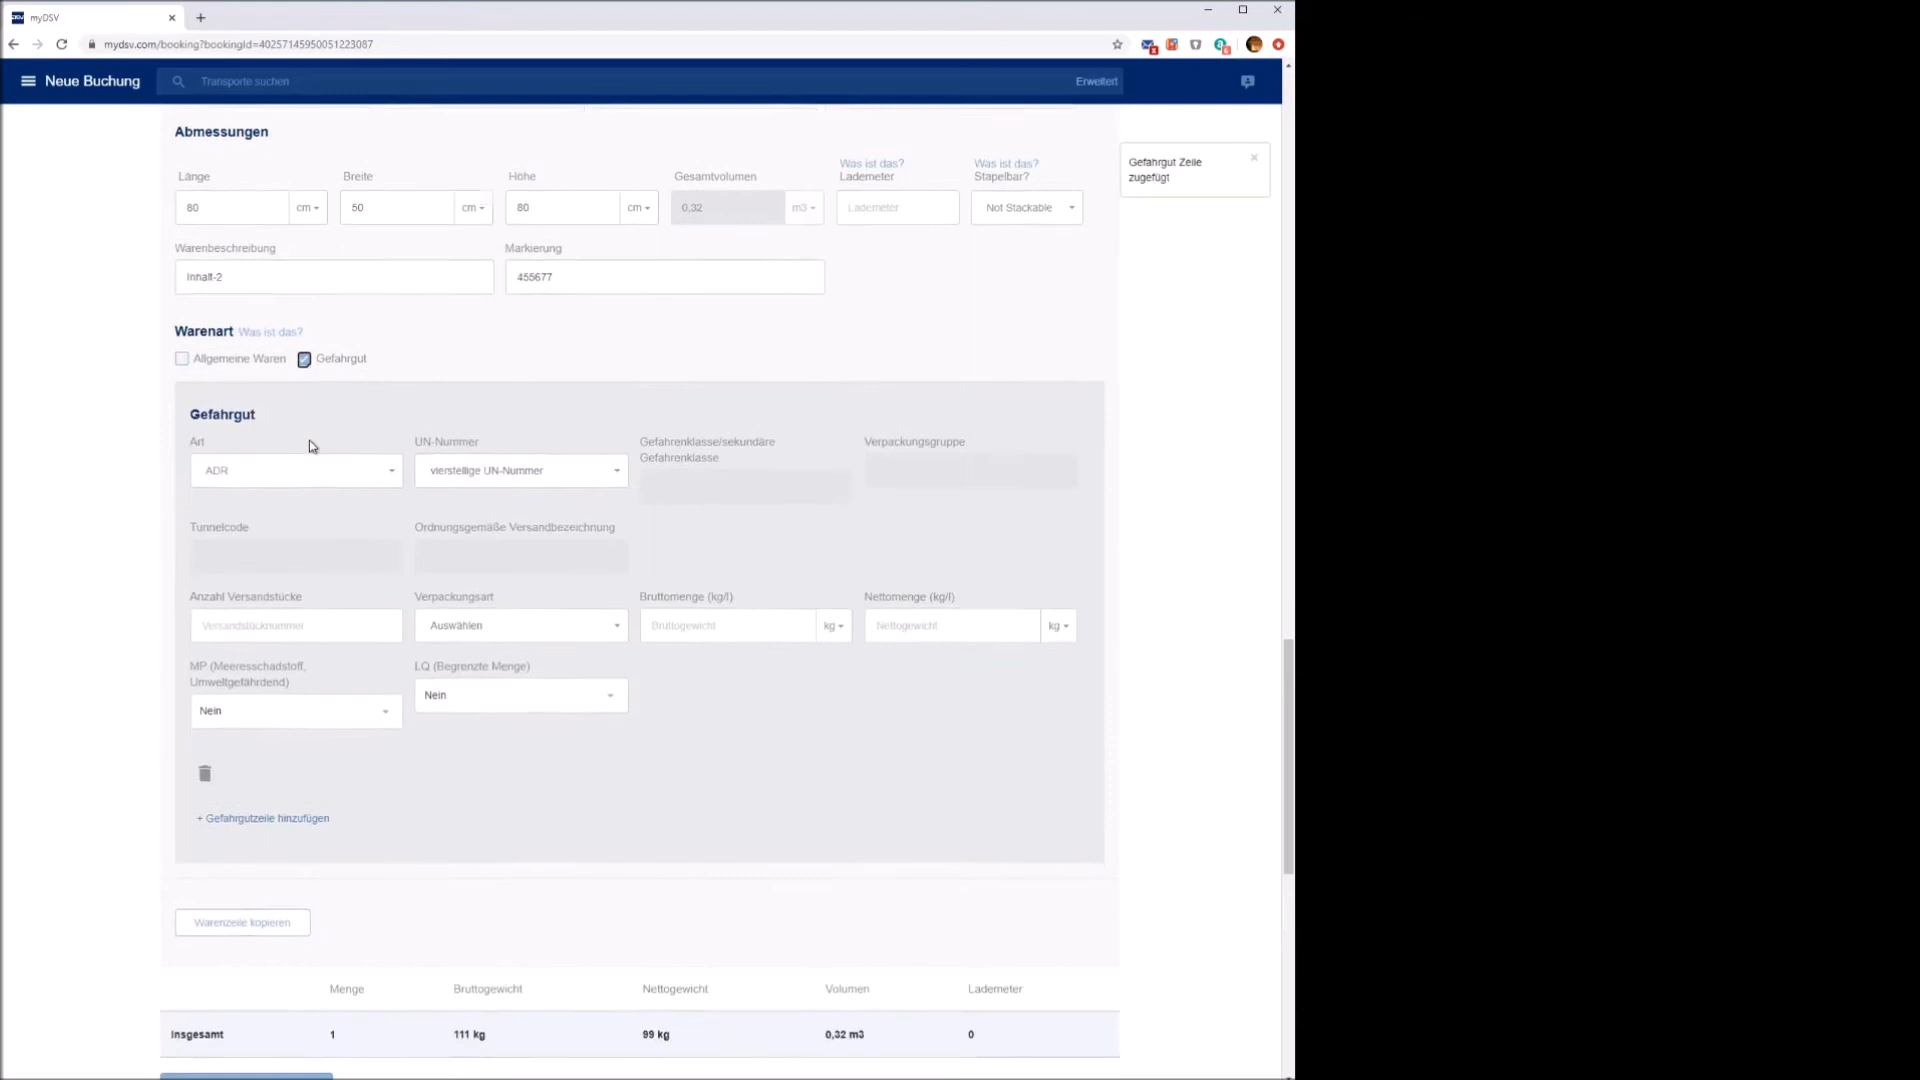 myDSV
mydsv.com/booking?bookingId=40257145950051223087
Neue Buchung
Transporte suchen
Erweitert
Abmessungen
Gefahrgut Zeile
zugefügt
Länge
Breite
Höhe
Gesamtvolumen
Was ist das?
Lademeter
Was ist das?
Stapelbar?
80 cm
50 cm
80 cm
0,32 m3
Lademeter
Not Stackable
Warenbeschreibung
Markierung
Inhalt-2
455677
Warenart Was ist das?
Allgemeine Waren Gefahrgut
Gefahrgut
Art
UN-Nummer
Gefahrenklasse/sekundäre
Gefahrenklasse
Verpackungsgruppe
ADR
vierstellige UN-Nummer
Tunnelcode
Ordnungsgemäße Versandbezeichnung
Anzahl Versandstücke
Verpackungsart
Bruttomenge (kg/l)
Nettomenge (kg/l)
Versandstücknummer
Auswählen
Bruttogewicht kg
Nettogewicht kg
MP (Meeresschadstoff,
Umweltgefährdend)
LQ (Begrenzte Menge)
Nein
Nein
+ Gefahrgutzeile hinzufügen
Warenzeile kopieren
Menge Bruttogewicht Nettogewicht Volumen Lademeter
Insgesamt 1 111 kg 99 kg 0,32 m3 0